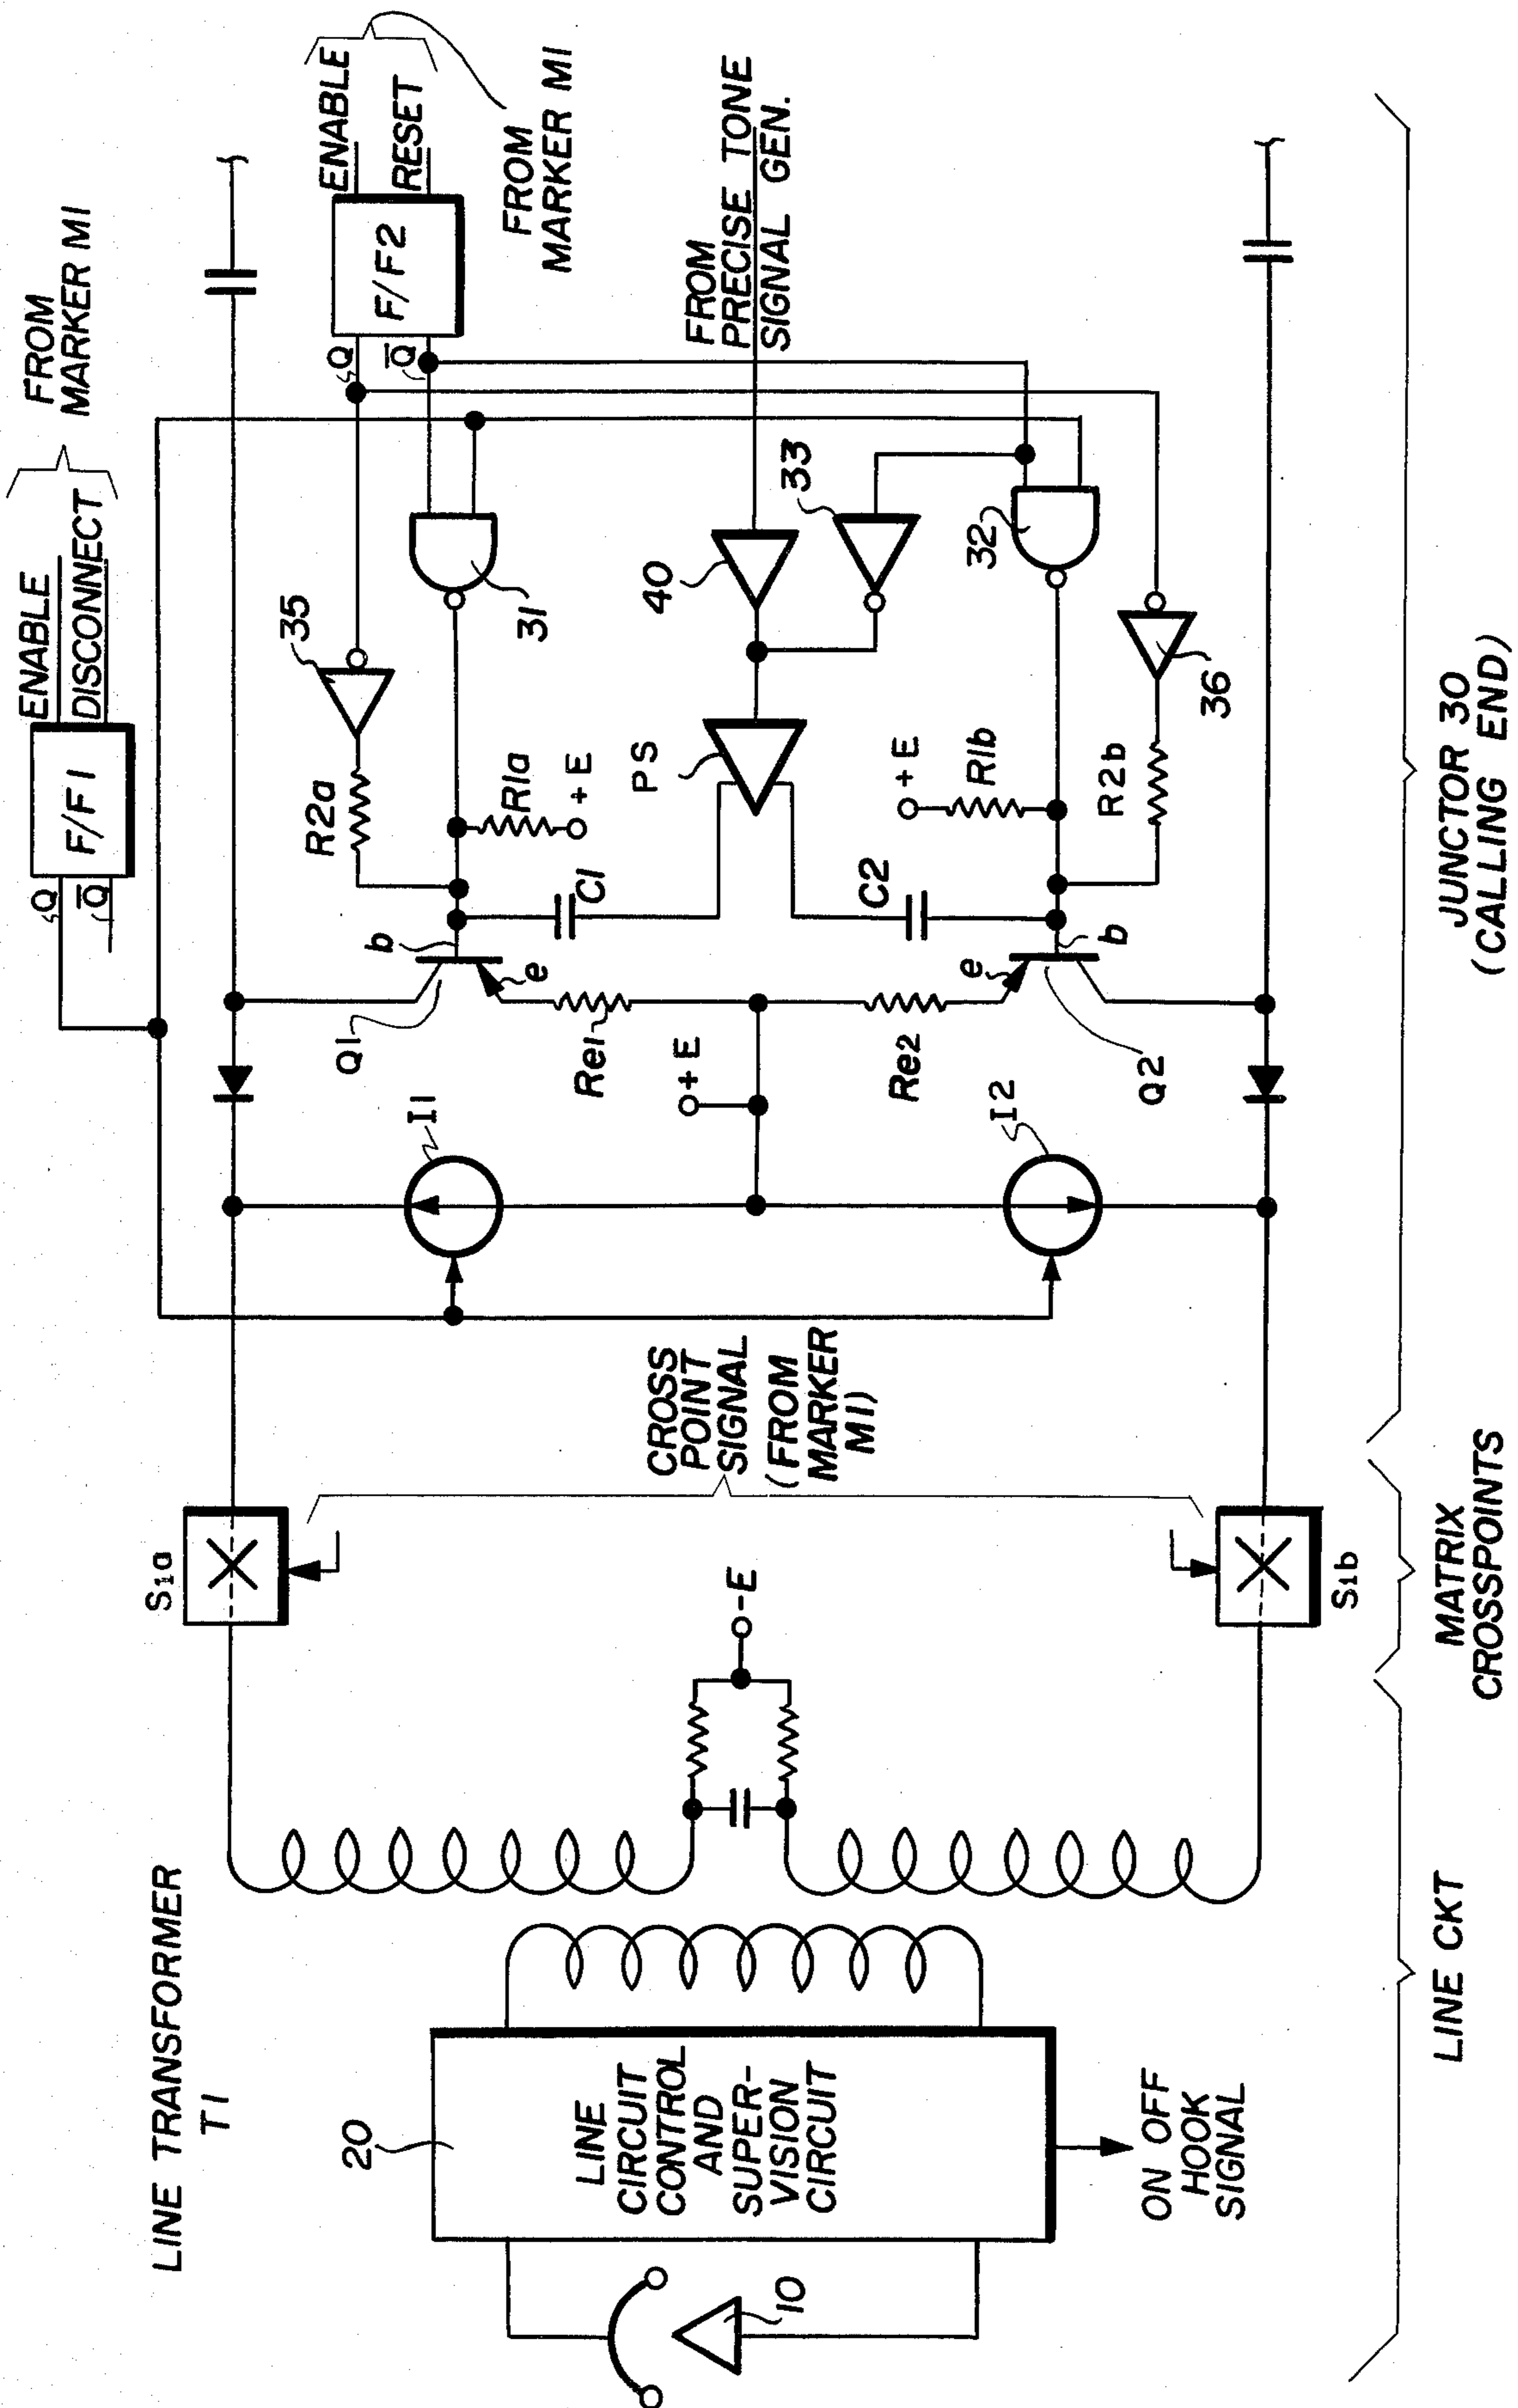 LINE TRANSFORMER
T1
20
LINE
CIRCUIT
CONTROL
AND
SUPER-
VISION
CIRCUIT
10
ON OFF
HOOK
SIGNAL
-E
S1a
S1b
CROSS
POINT
SIGNAL
(FROM
MARKER
M1)
Q
Q̅
F/F1
ENABLE
DISCONNECT
FROM
MARKER M1
I1
I2
+E
Q1
b
e
Re1
Re2
e
b
Q2
R2a
35
R1a
+E
C1
31
PS
40
33
C2
+E
R1b
32
R2b
36
Q
Q̅
F/F2
ENABLE
RESET
FROM
MARKER M1
FROM
PRECISE TONE
SIGNAL GEN.
LINE CKT
MATRIX
CROSSPOINTS
JUNCTOR 30
(CALLING END)